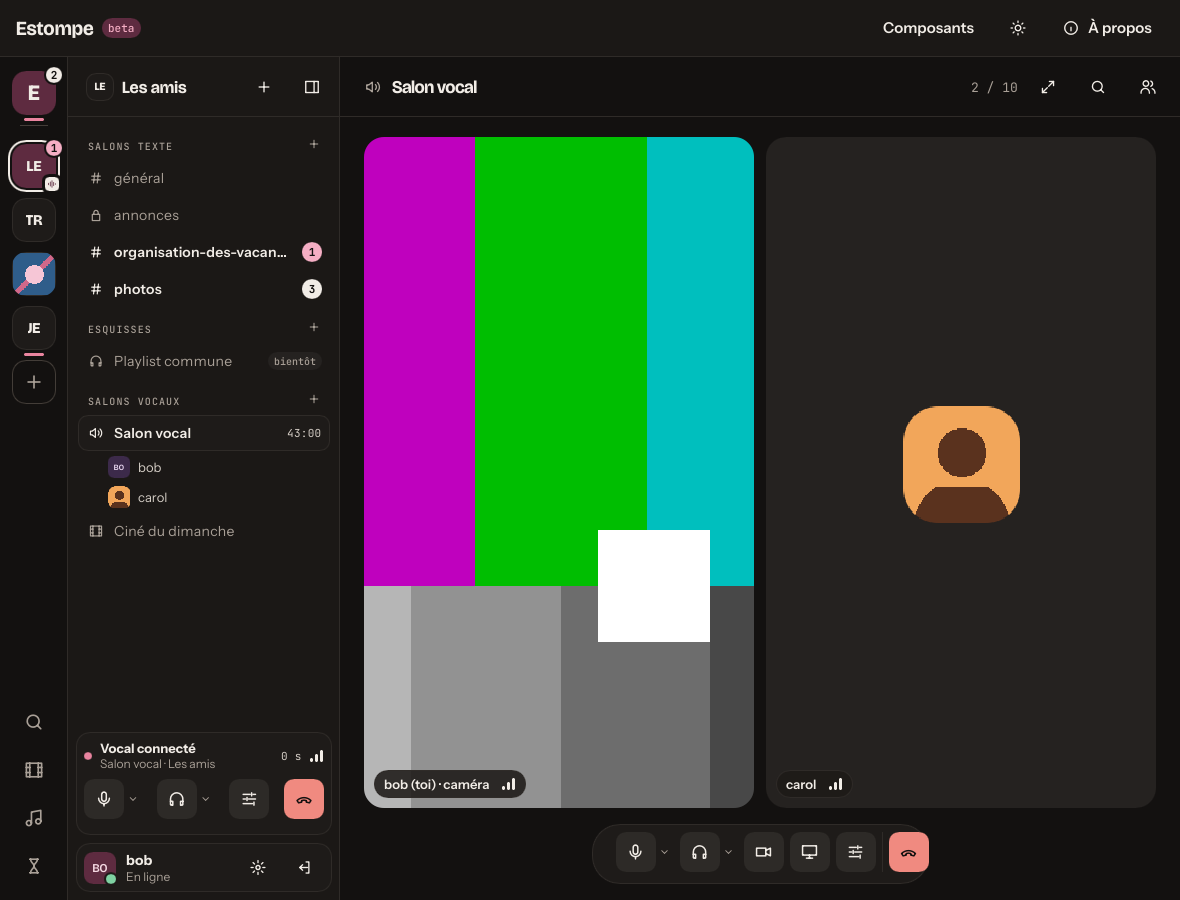 Estompe beta
Composants
À propos
E 2
LE 1
TR
JE
LE Les amis
SALONS TEXTE
général
annonces
organisation-des-vacan… 1
photos 3
ESQUISSES
Playlist commune bientôt
SALONS VOCAUX
Salon vocal 43:00
BO bob
carol
Ciné du dimanche
Vocal connecté
Salon vocal · Les amis
0 s
BO bob
En ligne
Salon vocal
2 / 10
bob (toi) · caméra
carol